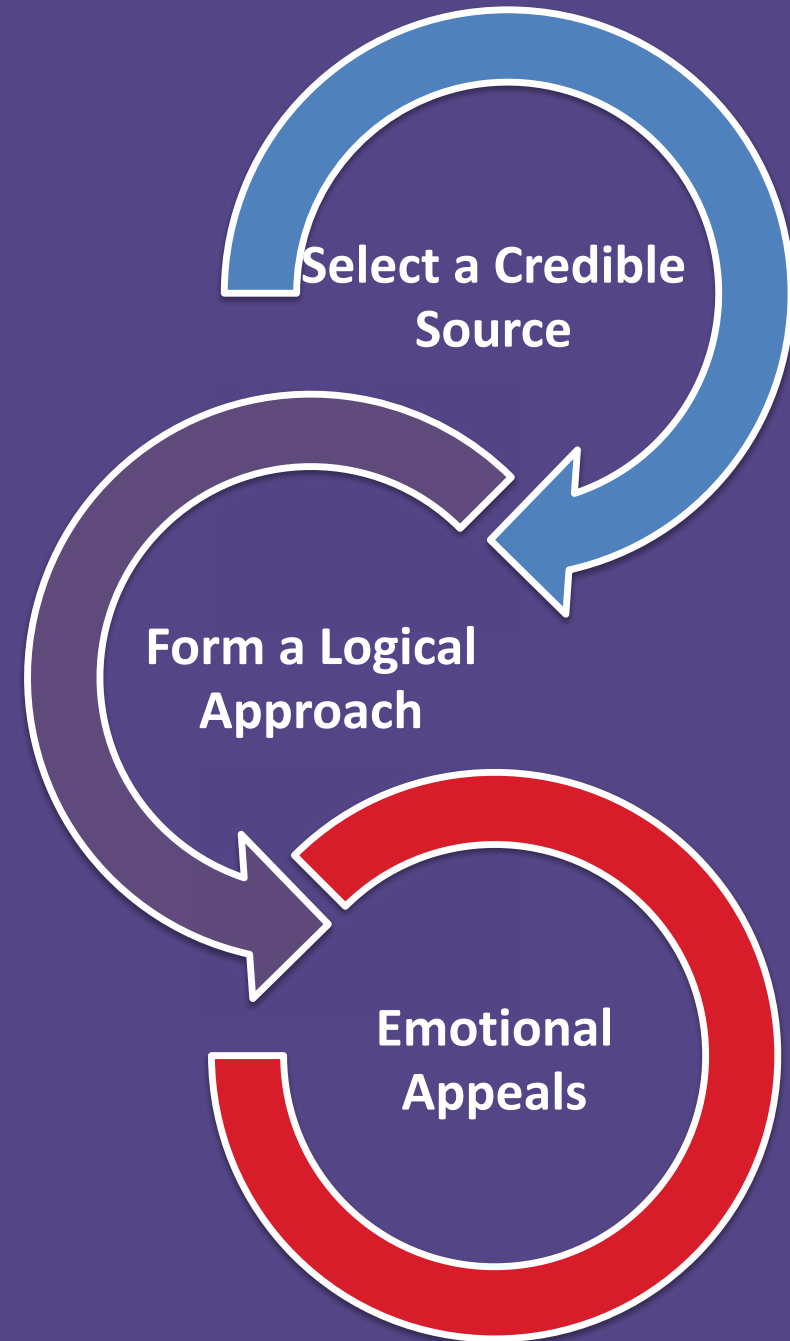 Select a Credible
Source
Form a Logical
Approach
Emotional
Appeals